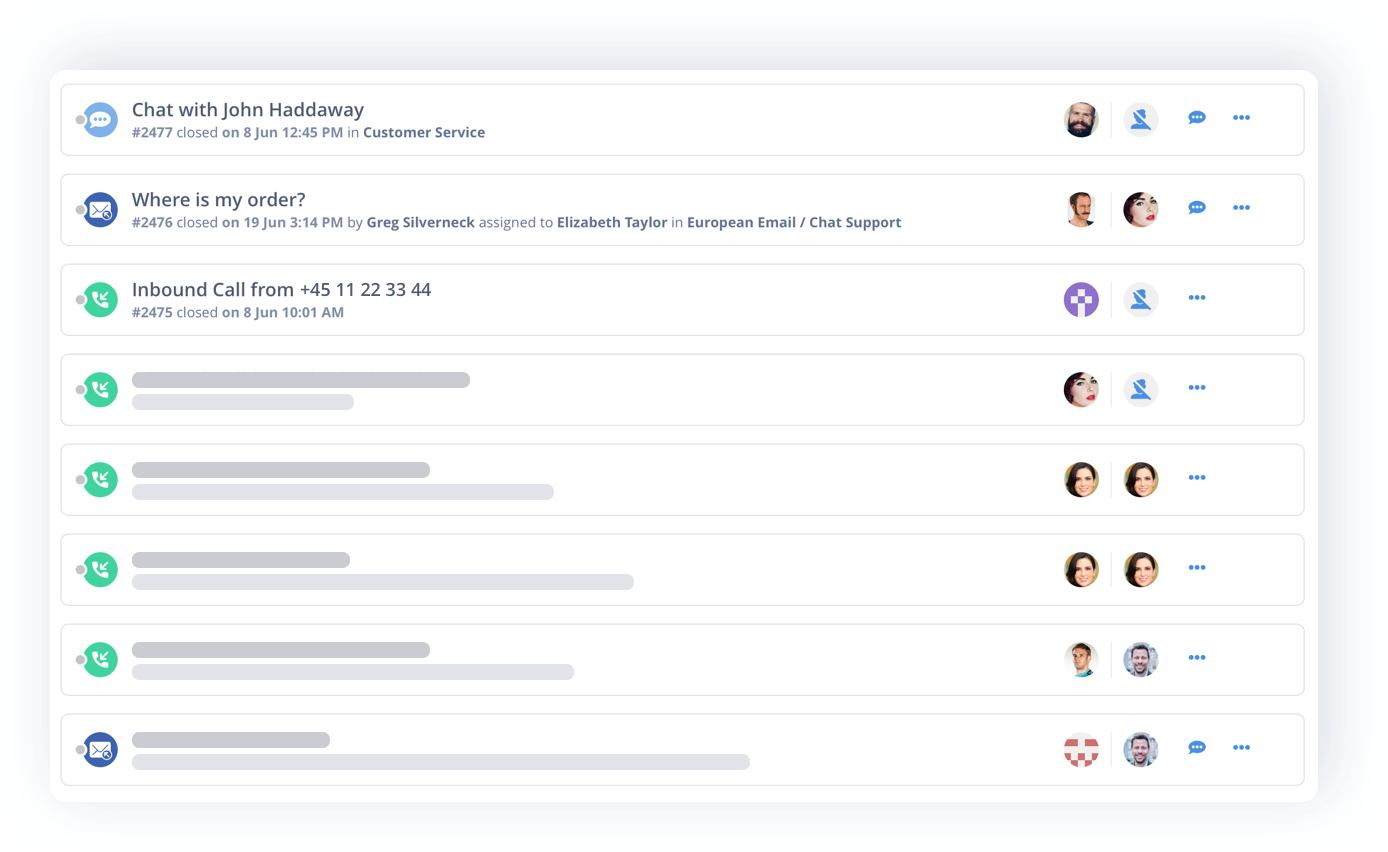 Chat with John Haddaway
#2477 closed on 8 Jun 12:45 PM in Customer Service
Where is my order?
#2476 closed on 19 Jun 3:14 PM by Greg Silverneck assigned to Elizabeth Taylor in European Email / Chat Support
Inbound Call from +45 11 22 33 44
#2475 closed on 8 Jun 10:01 AM